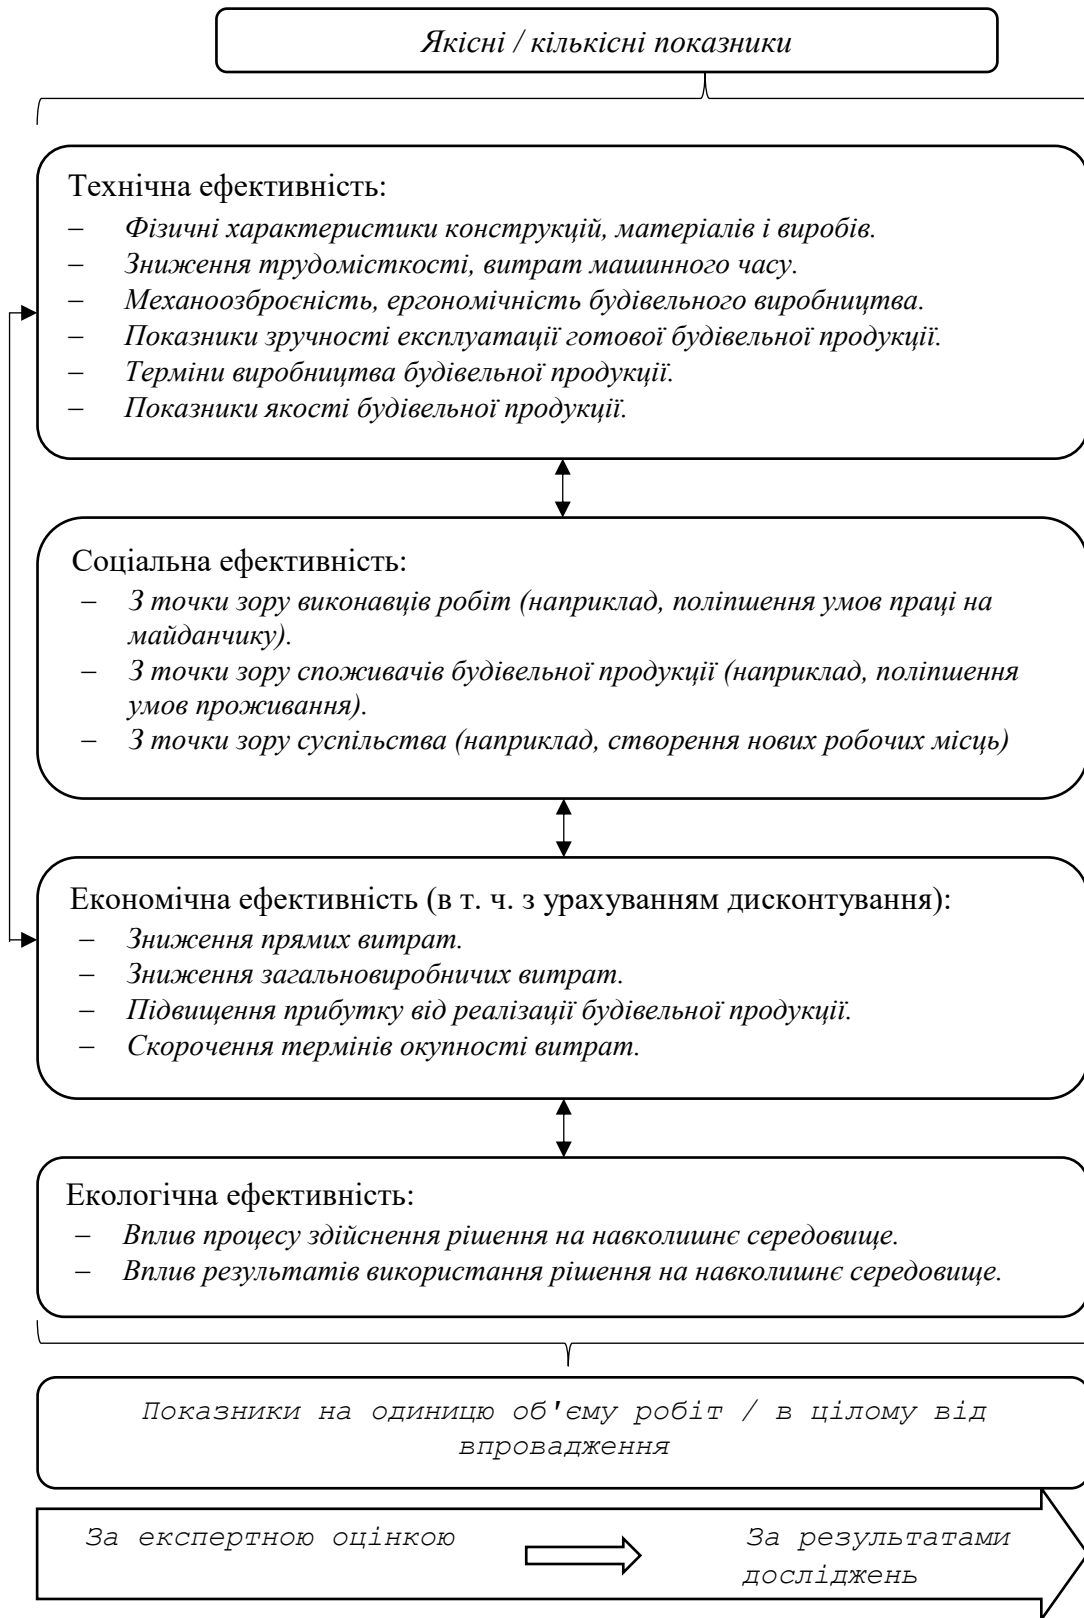 Якісні / кількісні показники
Технічна ефективність:
– Фізичні характеристики конструкцій, матеріалів і виробів.
– Зниження трудомісткості, витрат машинного часу.
– Механоозброєність, ергономічність будівельного виробництва.
– Показники зручності експлуатації готової будівельної продукції.
– Терміни виробництва будівельної продукції.
– Показники якості будівельної продукції.
Соціальна ефективність:
– З точки зору виконавців робіт (наприклад, поліпшення умов праці на
майданчику).
– З точки зору споживачів будівельної продукції (наприклад, поліпшення
умов проживання).
– З точки зору суспільства (наприклад, створення нових робочих місць)
Економічна ефективність (в т. ч. з урахуванням дисконтування):
– Зниження прямих витрат.
– Зниження загальновиробничих витрат.
– Підвищення прибутку від реалізації будівельної продукції.
– Скорочення термінів окупності витрат.
Екологічна ефективність:
– Вплив процесу здійснення рішення на навколишнє середовище.
– Вплив результатів використання рішення на навколишнє середовище.
Показники на одиницю об'єму робіт / в цілому від
впровадження
За експертною оцінкою
За результатами
досліджень